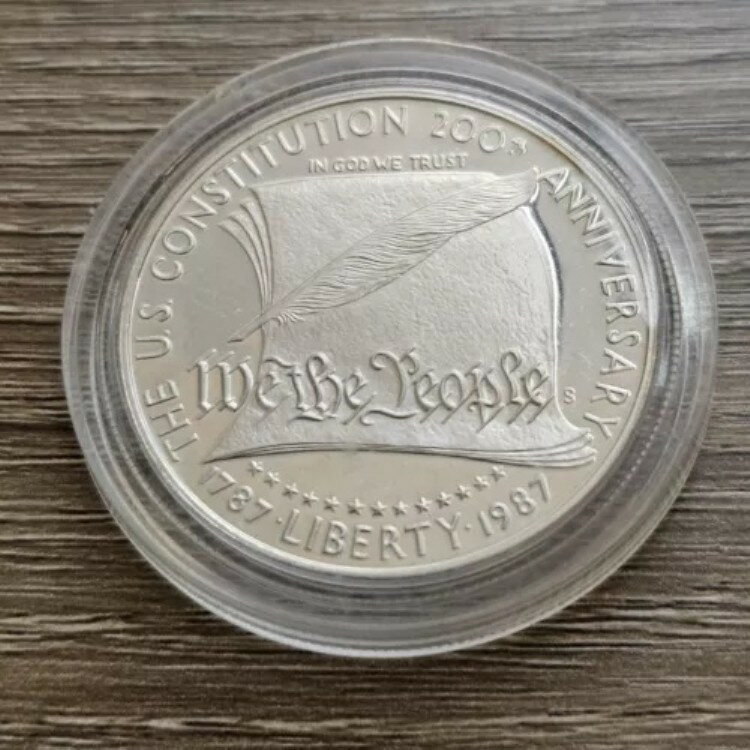 THE U.S. CONSTITUTION 200TH ANNIVERSARY
IN GOD WE TRUST
We the People
S
1787 · LIBERTY · 1987